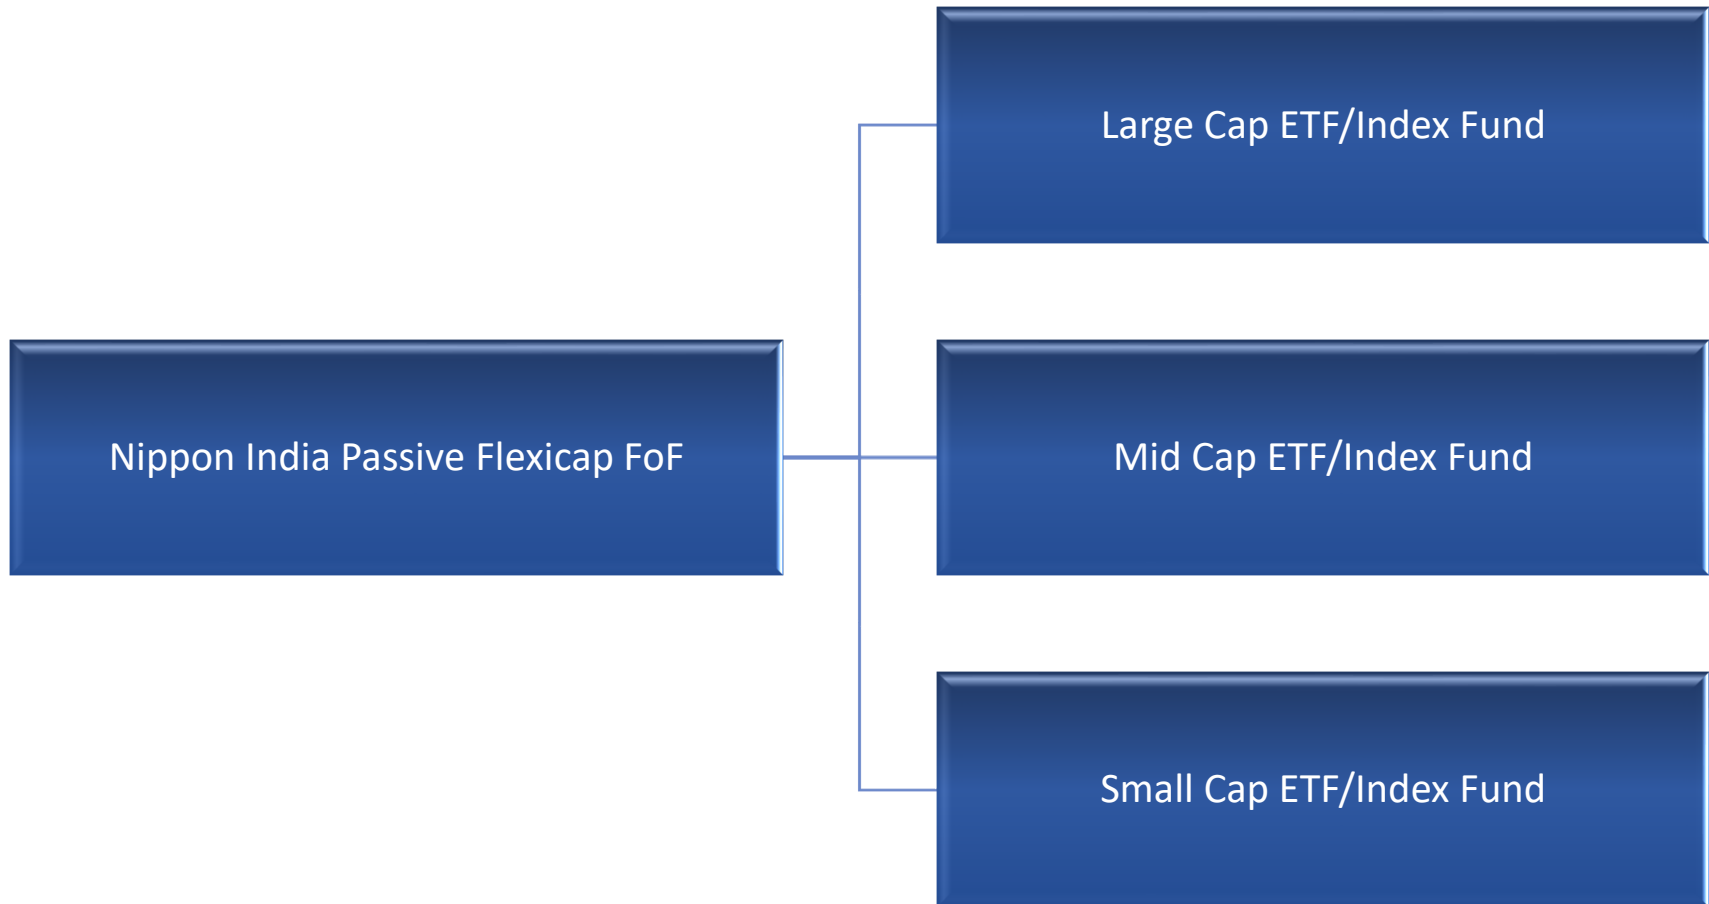 Large Cap ETF/Index Fund
Nippon India Passive Flexicap FoF
Mid Cap ETF/Index Fund
Small Cap ETF/Index Fund